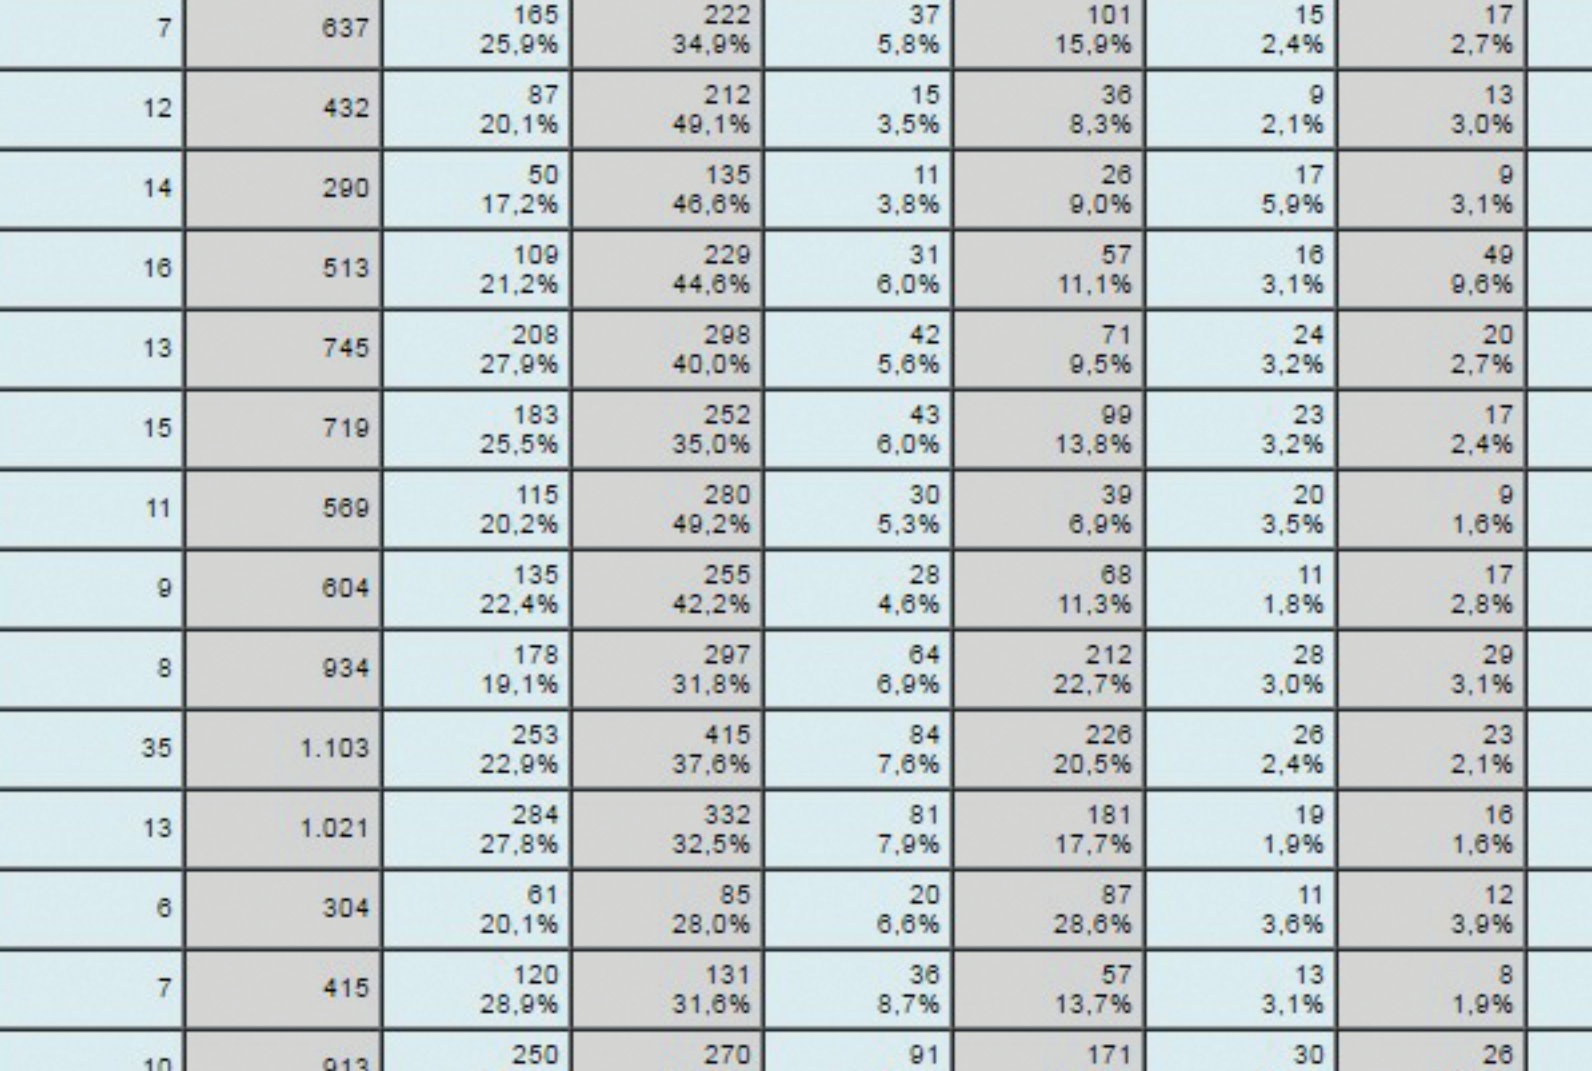 165 222 37 101 15 17
7 637
25,9% 34,9% 5,8% 15,9% 2,4% 2,7%
87 212 15 36 9 13
12 432
20,1% 49,1% 3,5% 8,3% 2,1% 3,0%
50 135 11 26 17 9
14 290
17,2% 46,6% 3,8% 9,0% 5,9% 3,1%
109 229 31 57 16 49
16 513
21,2% 44,6% 6,0% 11,1% 3,1% 9,6%
208 298 42 71 24 20
13 745
27,9% 40,0% 5,6% 9,5% 3,2% 2,7%
183 252 43 99 23 17
15 719
25,5% 35,0% 6,0% 13,8% 3,2% 2,4%
115 280 30 39 20 9
11 569
20,2% 49,2% 5,3% 6,9% 3,5% 1,6%
135 255 28 68 11 17
9 604
22,4% 42,2% 4,6% 11,3% 1,8% 2,8%
178 297 64 212 28 29
8 934
19,1% 31,8% 6,9% 22,7% 3,0% 3,1%
253 415 84 226 26 23
35 1.103
22,9% 37,6% 7,6% 20,5% 2,4% 2,1%
284 332 81 181 19 16
13 1.021
27,8% 32,5% 7,9% 17,7% 1,9% 1,6%
61 85 20 87 11 12
6 304
20,1% 28,0% 6,6% 28,6% 3,6% 3,9%
120 131 36 57 13 8
7 415
28,9% 31,6% 8,7% 13,7% 3,1% 1,9%
250 270 91 171 30 26
10 913